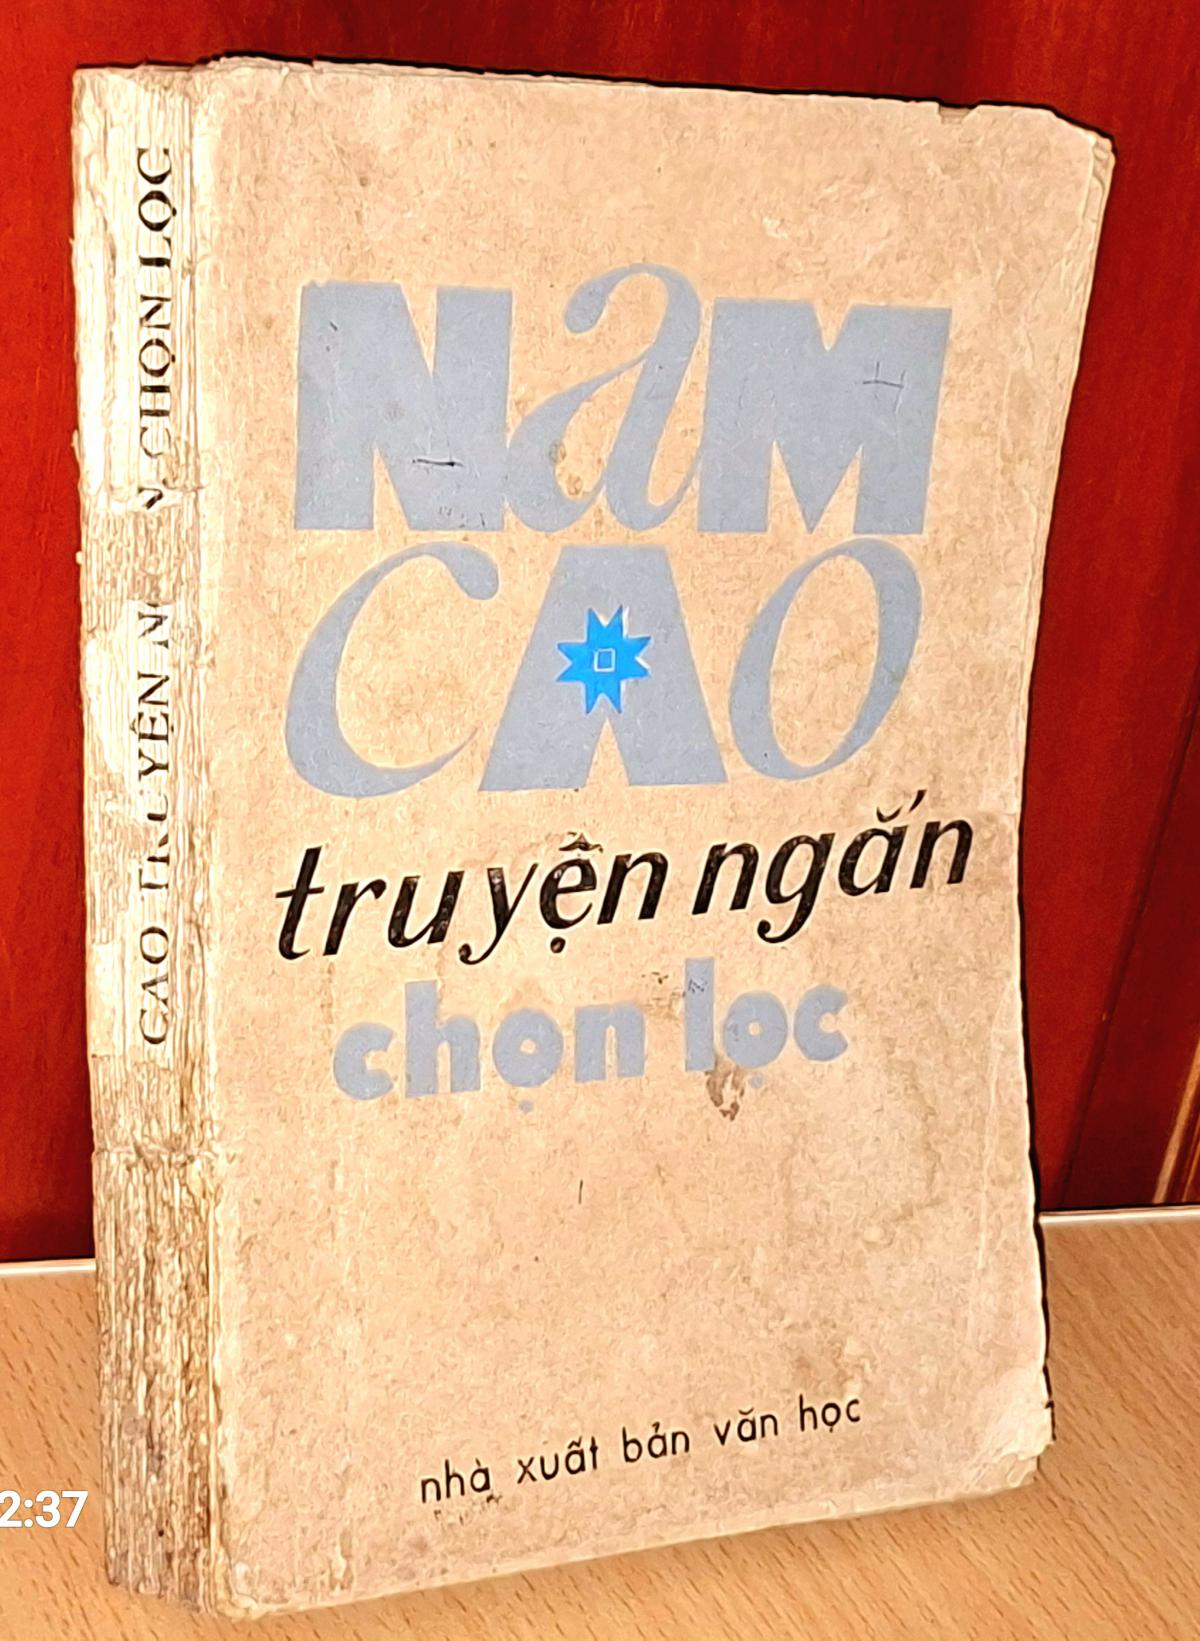 NaM
CAO
truyện ngắn
chọn lọc
nhà xuất bản văn học
CAO TRUYỆN CHỌN LỌC
2:37